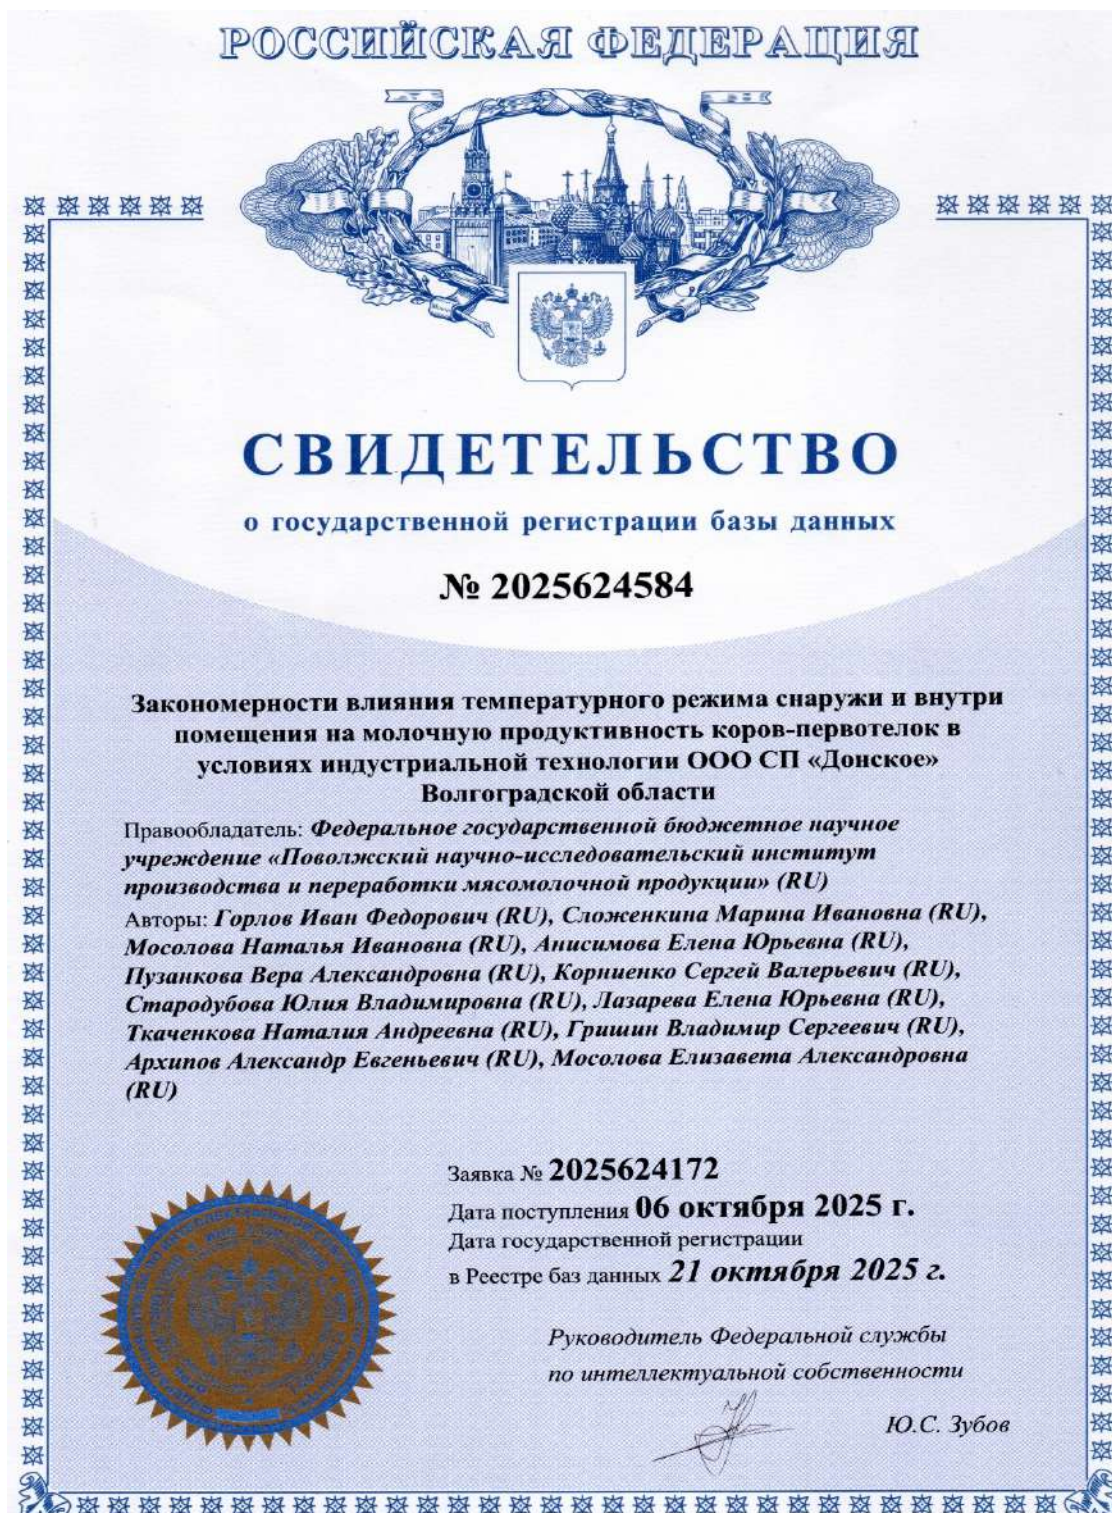 РОССИЙСКАЯ ФЕДЕРАЦИЯ
СВИДЕТЕЛЬСТВО
о государственной регистрации базы данных
№ 2025624584
Закономерности влияния температурного режима снаружи и внутри
помещения на молочную продуктивность коров-первотелок в
условиях индустриальной технологии ООО СП «Донское»
Волгоградской области
Правообладатель: Федеральное государственной бюджетное научное
учреждение «Поволжский научно-исследовательский институт
производства и переработки мясомолочной продукции» (RU)
Авторы: Горлов Иван Федорович (RU), Сложенкина Марина Ивановна (RU),
Мосолова Наталья Ивановна (RU), Анисимова Елена Юрьевна (RU),
Пузанкова Вера Александровна (RU), Корниенко Сергей Валерьевич (RU),
Стародубова Юлия Владимировна (RU), Лазарева Елена Юрьевна (RU),
Ткаченкова Наталия Андреевна (RU), Гришин Владимир Сергеевич (RU),
Архипов Александр Евгеньевич (RU), Мосолова Елизавета Александровна
(RU)
Заявка № 2025624172
Дата поступления 06 октября 2025 г.
Дата государственной регистрации
в Реестре баз данных 21 октября 2025 г.
Руководитель Федеральной службы
по интеллектуальной собственности
Ю.С. Зубов